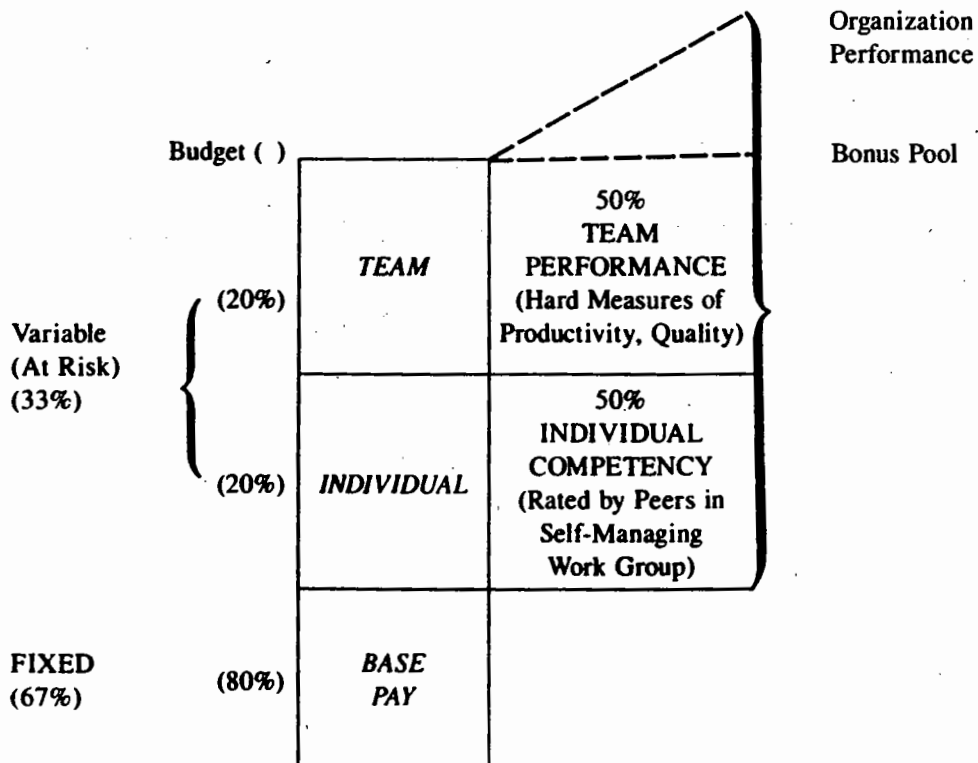 Organization
Performance
Budget ( )
Bonus Pool
TEAM
50%
TEAM
PERFORMANCE
(Hard Measures of
Productivity, Quality)
(20%)
Variable
(At Risk)
(33%)
(20%)
INDIVIDUAL
50%
INDIVIDUAL
COMPETENCY
(Rated by Peers in
Self-Managing
Work Group)
FIXED
(67%)
(80%)
BASE
PAY